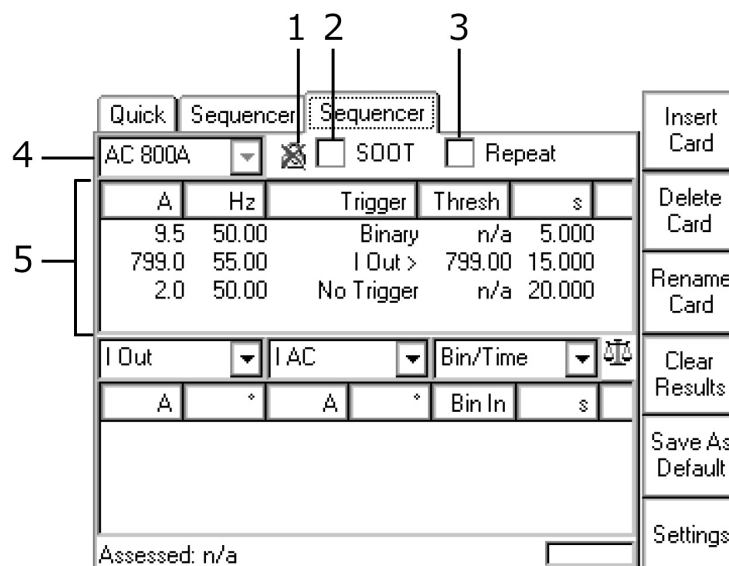 1 2 3
Quick Sequencer Sequencer
4 AC 800A SOOT Repeat
A Hz Trigger Thresh s
9.5 50.00 Binary n/a 5.000
5
799.0 55.00 I Out > 799.00 15.000
2.0 50.00 No Trigger n/a 20.000
I Out I AC Bin/Time
A ° A ° Bin In s
Assessed: n/a
Insert
Card
Delete
Card
Rename
Card
Clear
Results
Save As
Default
Settings